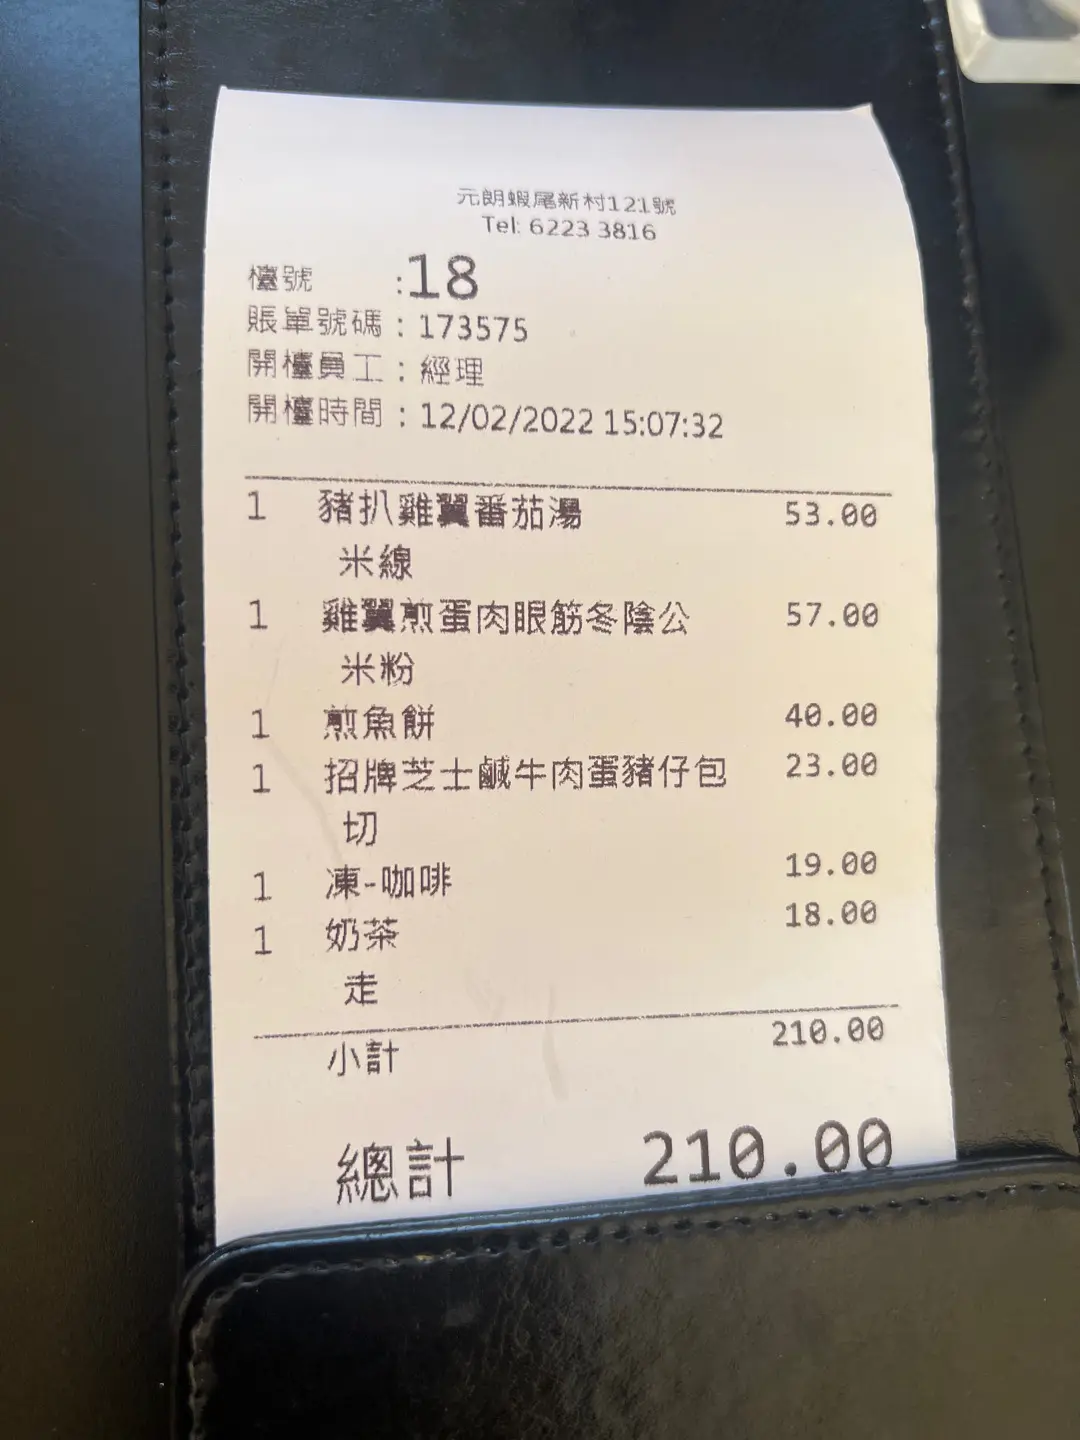 元朗蝦尾新村121號
Tel: 6223 3816
檯號 :18
賬單號碼 : 173575
開檯員工 : 經理
開檯時間 : 12/02/2022 15:07:32
1 豬扒雞翼番茄湯 53.00
米線
1 雞翼煎蛋肉眼筋冬陰公 57.00
米粉
1 煎魚餅 40.00
1 招牌芝士鹹牛肉蛋豬仔包 23.00
切
1 凍-咖啡 19.00
1 奶茶 18.00
走
小計 210.00
總計 210.00